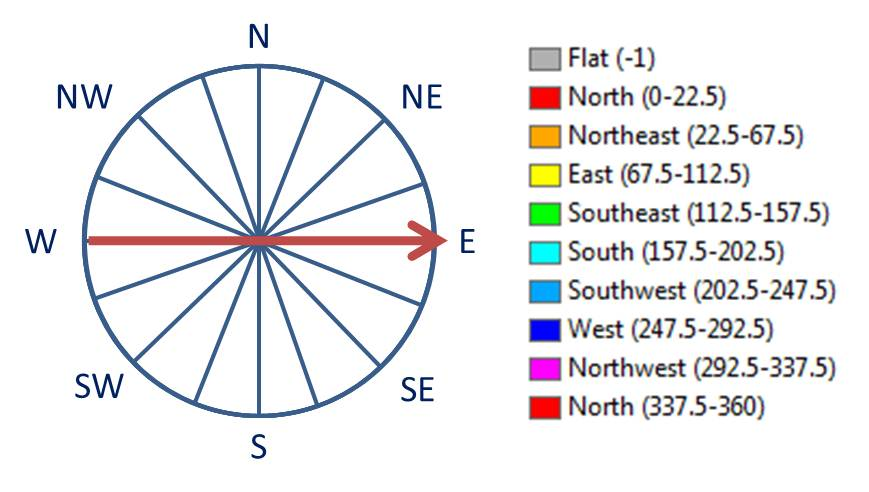 N
NW
NE
W
E
SW
SE
S
Flat (-1)
North (0-22.5)
Northeast (22.5-67.5)
East (67.5-112.5)
Southeast (112.5-157.5)
South (157.5-202.5)
Southwest (202.5-247.5)
West (247.5-292.5)
Northwest (292.5-337.5)
North (337.5-360)